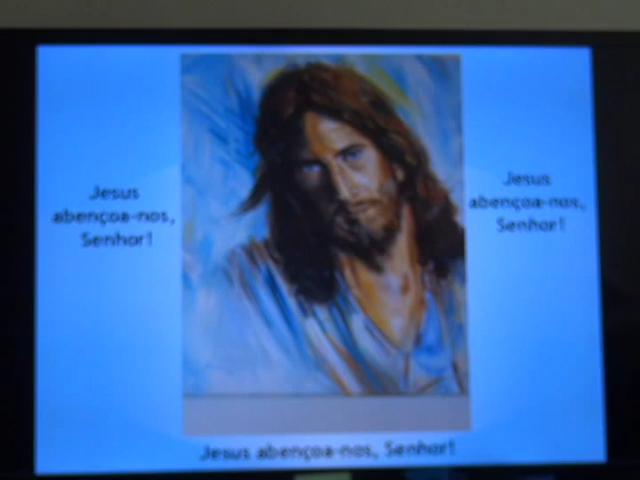 Jesus
abençoa-nos,
Senhor!
Jesus
abençoa-nos,
Senhor!
Jesus abençoa-nos, Senhor!